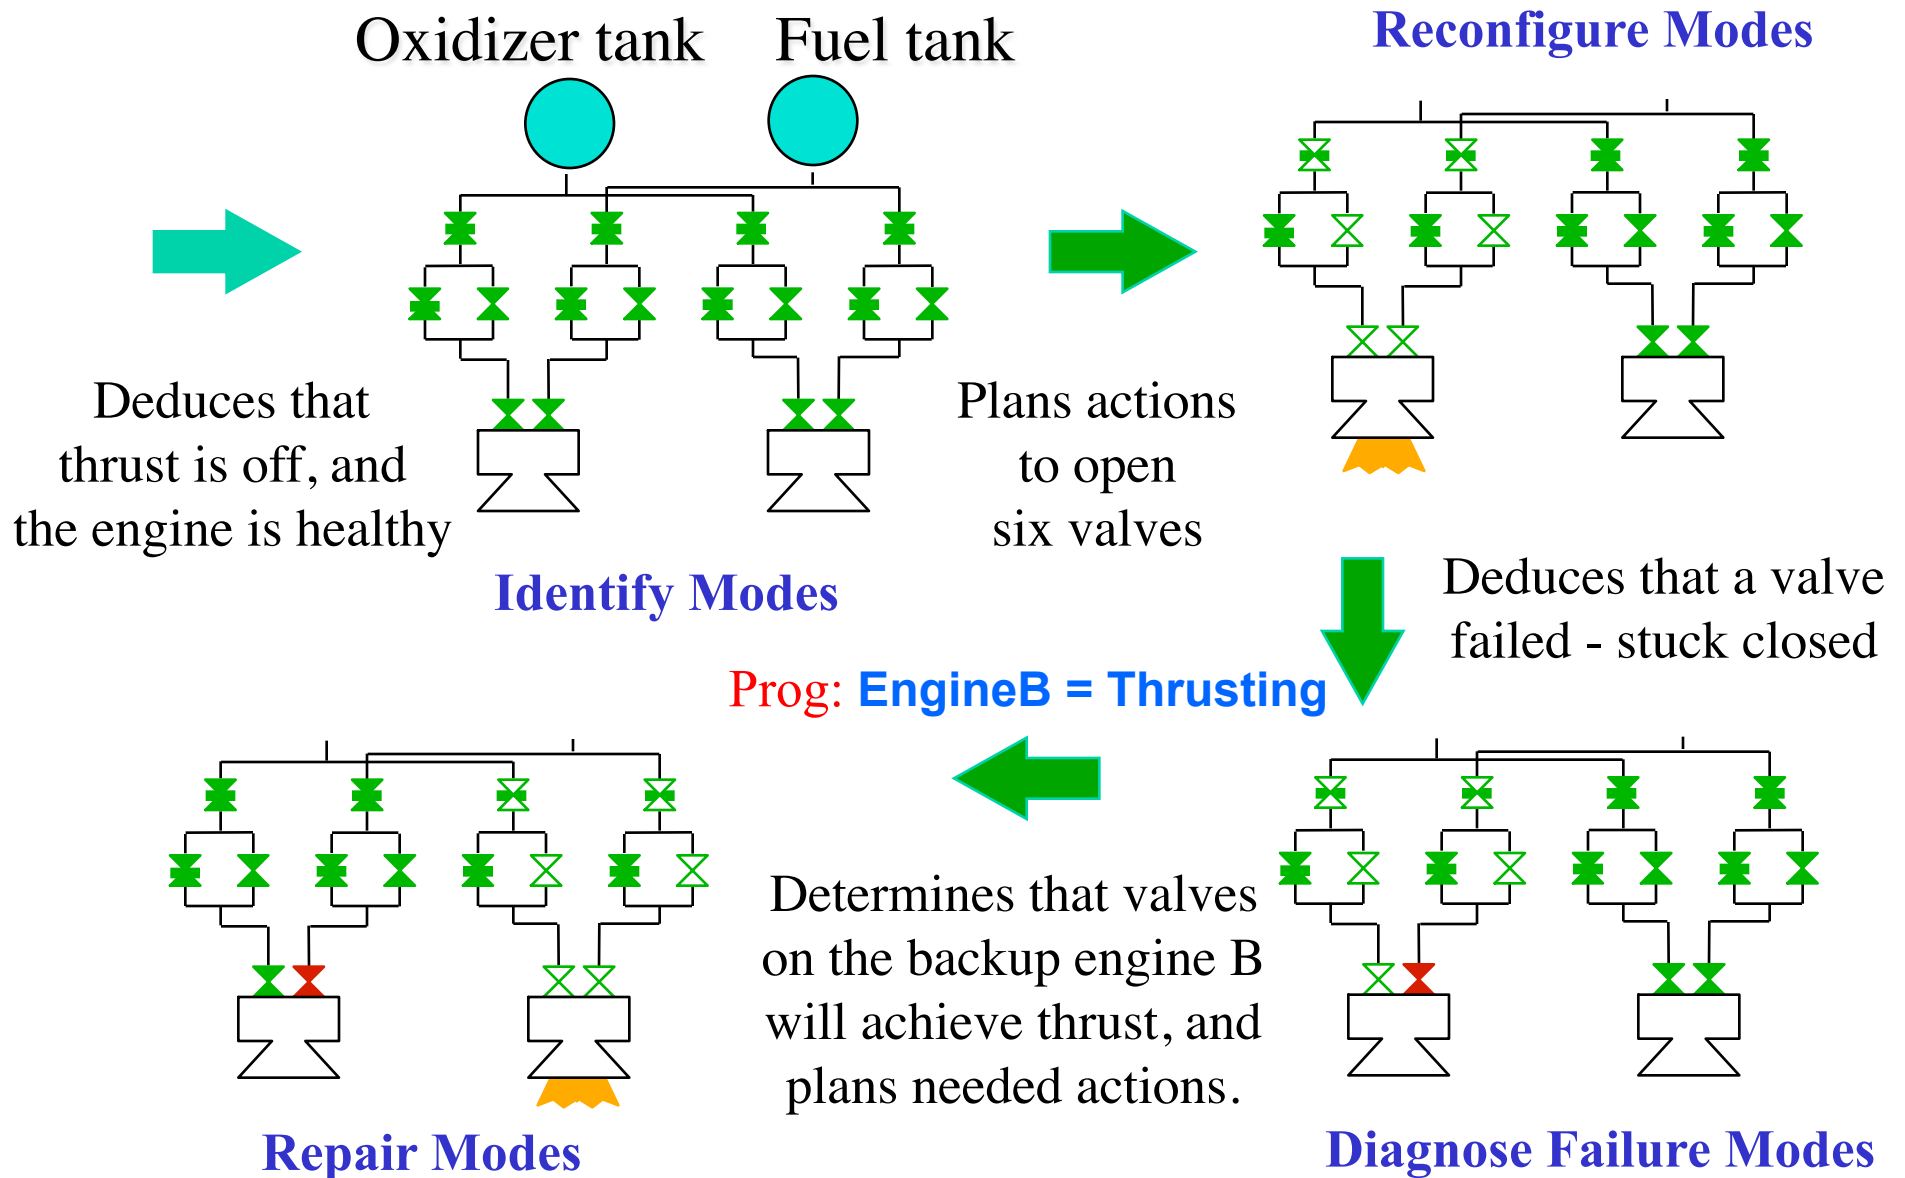 Oxidizer tank
Fuel tank
Reconfigure Modes
Deduces that
thrust is off, and
the engine is healthy
Identify Modes
Plans actions
to open
six valves
Deduces that a valve
failed - stuck closed
Prog: EngineB = Thrusting
Determines that valves
on the backup engine B
will achieve thrust, and
plans needed actions.
Repair Modes
Diagnose Failure Modes